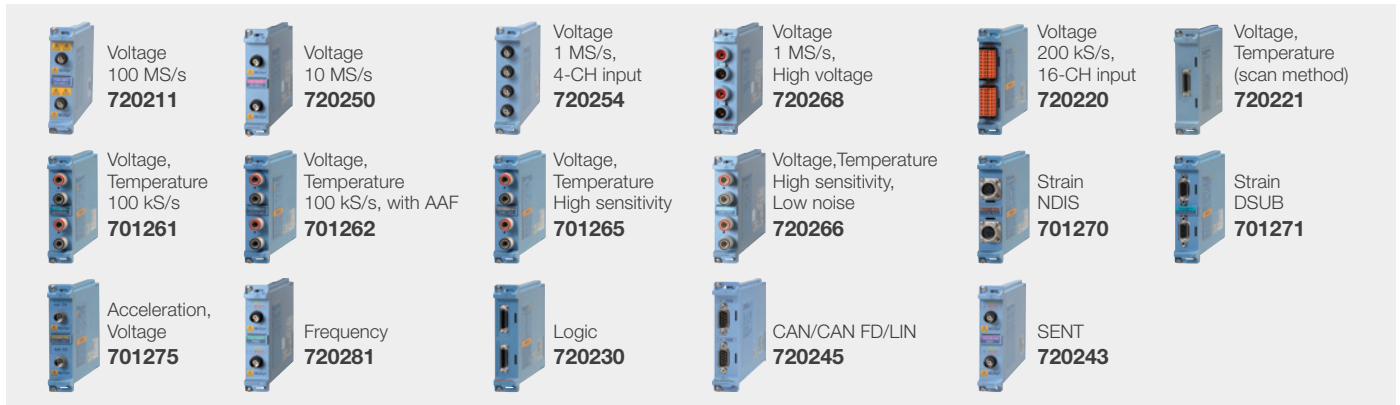 Voltage
100 MS/s
720211
Voltage
10 MS/s
720250
Voltage
1 MS/s,
4-CH input
720254
Voltage
1 MS/s,
High voltage
720268
Voltage
200 kS/s,
16-CH input
720220
Voltage,
Temperature
(scan method)
720221
Voltage,
Temperature
100 kS/s
701261
Voltage,
Temperature
100 kS/s, with AAF
701262
Voltage,
Temperature
High sensitivity
701265
Voltage,Temperature
High sensitivity,
Low noise
720266
Strain
NDIS
701270
Strain
DSUB
701271
Acceleration,
Voltage
701275
Frequency
720281
Logic
720230
CAN/CAN FD/LIN
720245
SENT
720243